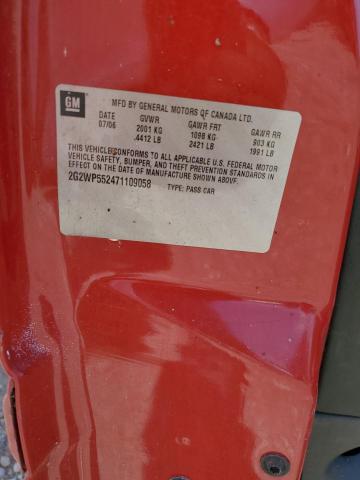 GM
MFD BY GENERAL MOTORS OF CANADA LTD.
DATE GVWR GAWR FRT GAWR RR
07/06 2001 KG 1098 KG 903 KG
4412 LB 2421 LB 1991 LB
THIS VEHICLE CONFORMS TO ALL APPLICABLE U.S. FEDERAL MOTOR
VEHICLE SAFETY, BUMPER, AND THEFT PREVENTION STANDARDS IN
EFFECT ON THE DATE OF MANUFACTURE SHOWN ABOVE.
2G2WP552471109058 TYPE: PASS CAR